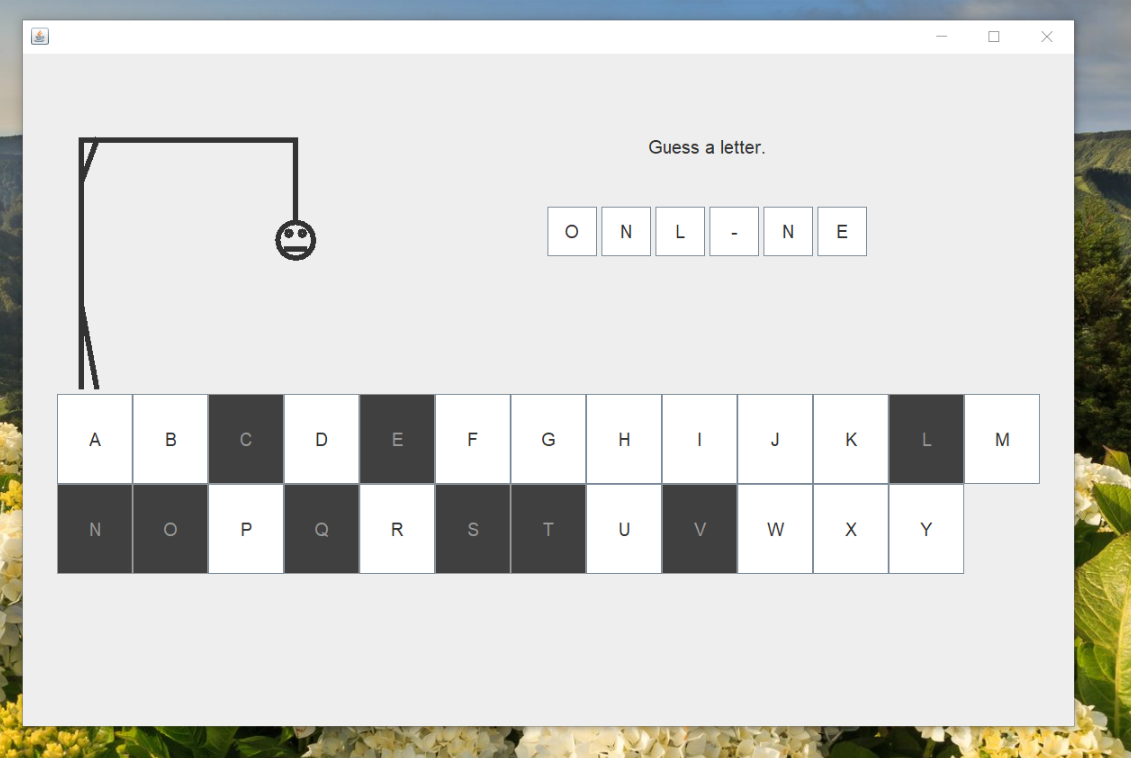 Guess a letter.
O N L - N E
A B C D E F G H I J K L M
N O P Q R S T U V W X Y